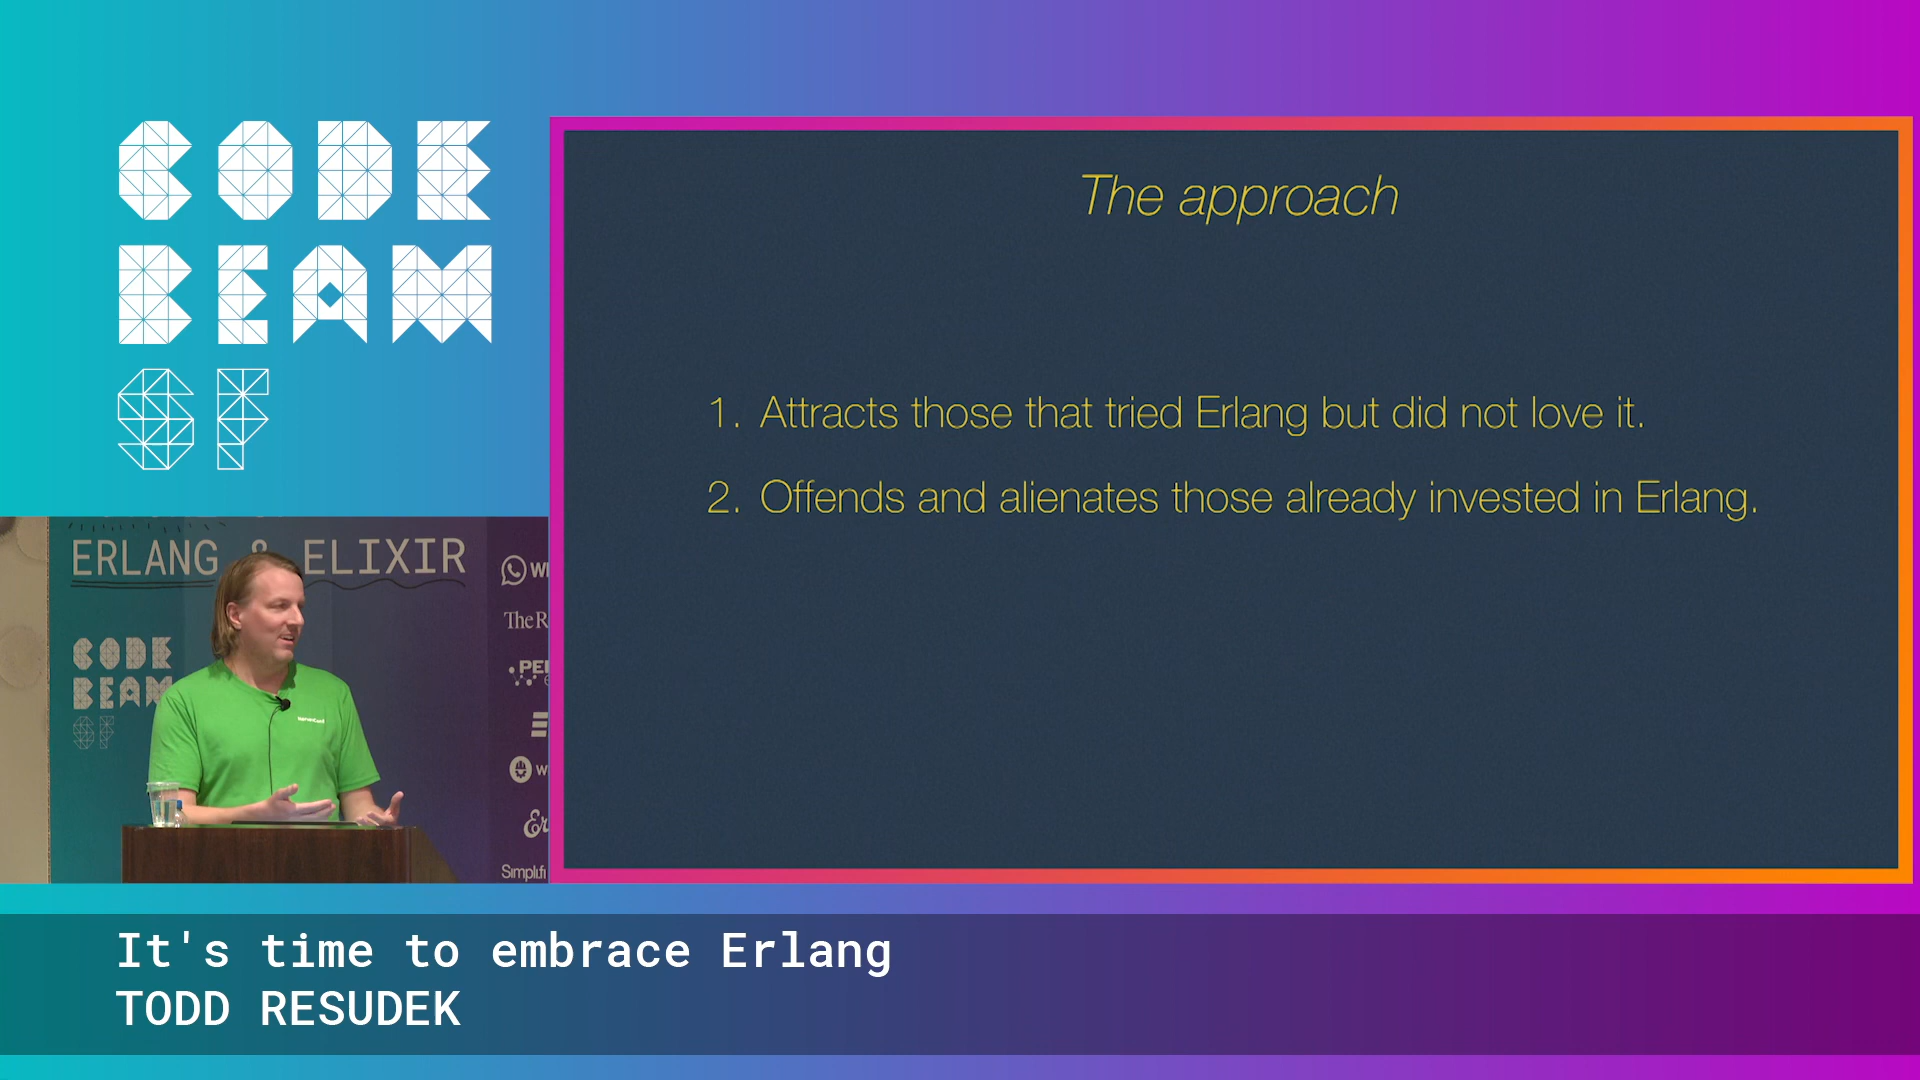 CODE
BEAM
SF
The approach
1. Attracts those that tried Erlang but did not love it.
2. Offends and alienates those already invested in Erlang.
ERLANG & ELIXIR
CODE
BEAM
SF
The R
Simplifi
It's time to embrace Erlang
TODD RESUDEK